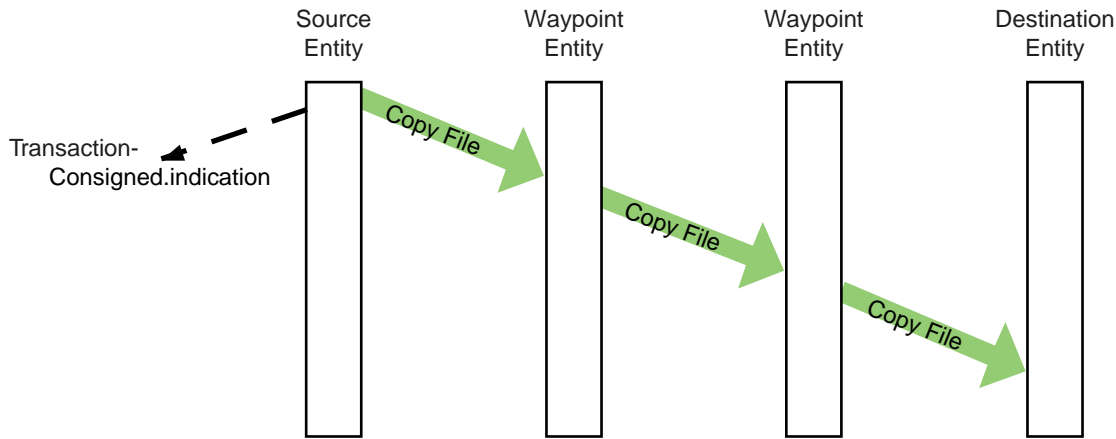 Source
Entity
Waypoint
Entity
Waypoint
Entity
Destination
Entity
Transaction-
Consigned.indication
Copy File
Copy File
Copy File